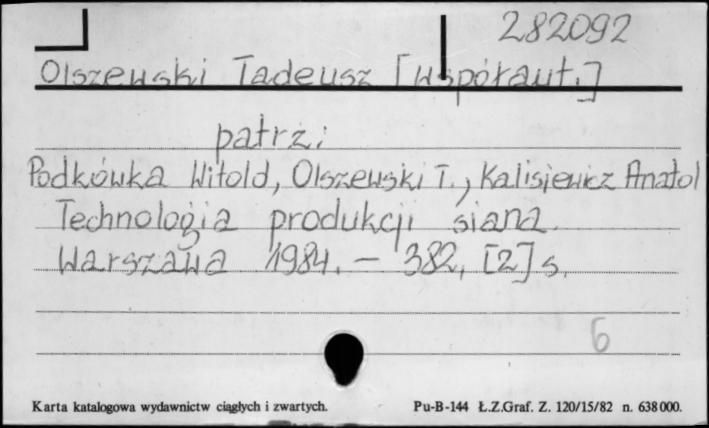 282092
Olszewski Tadeusz [współaut.]
patrz:
Podkówka Witold, Olszewski T., Kalisiewicz Anatol
Technologia produkcji siana.
Warszawa 1984. – 382, [2] s.
6
Karta katalogowa wydawnictw ciągłych i zwartych. Pu-B-144 Ł.Z.Graf. Z. 120/15/82 n. 638000.